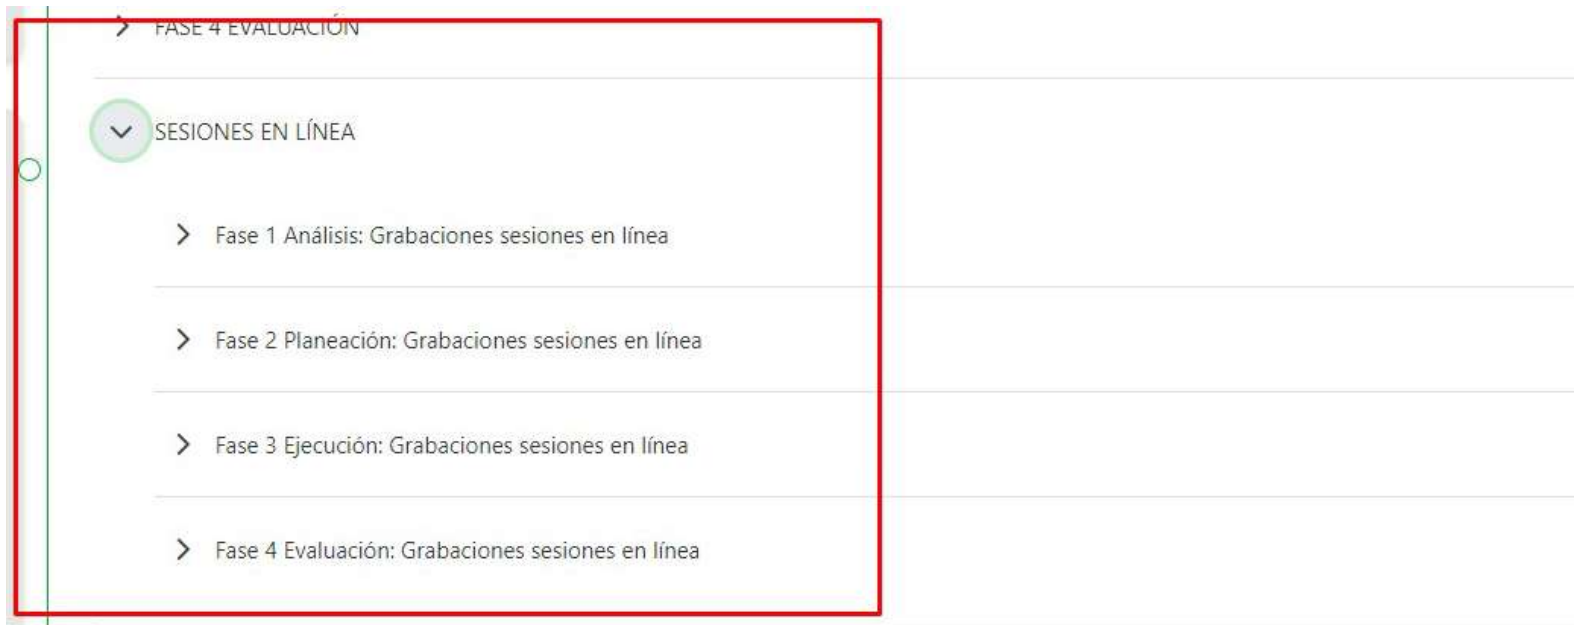 FASE 4 EVALUACIÓN
SESIONES EN LÍNEA
Fase 1 Análisis: Grabaciones sesiones en línea
Fase 2 Planeación: Grabaciones sesiones en línea
Fase 3 Ejecución: Grabaciones sesiones en línea
Fase 4 Evaluación: Grabaciones sesiones en línea